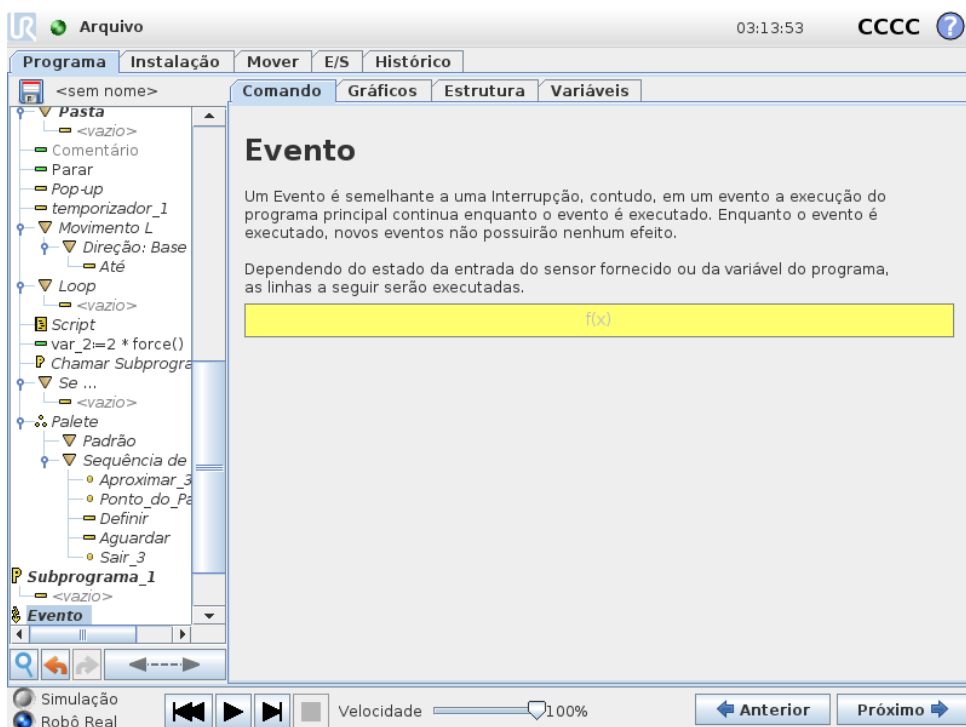 UR Arquivo 03:13:53 CCCC ?
Programa Instalação Mover E/S Histórico
<sem nome> Comando Gráficos Estrutura Variáveis
Pasta
<vazio>
Comentário
Parar
Pop-up
temporizador_1
Movimento L
Direção: Base
Até
Loop
<vazio>
Script
var_2:=2 * force()
Chamar Subprogra
Se ...
<vazio>
Palete
Padrão
Sequência de
Aproximar_3
Ponto_do_Pa
Definir
Aguardar
Sair_3
P Subprograma_1
<vazio>
Evento
Evento
Um Evento é semelhante a uma Interrupção, contudo, em um evento a execução do
programa principal continua enquanto o evento é executado. Enquanto o evento é
executado, novos eventos não possuirão nenhum efeito.
Dependendo do estado da entrada do sensor fornecido ou da variável do programa,
as linhas a seguir serão executadas.
f(x)
Simulação
Robô Real
Velocidade 100%
Anterior Próximo